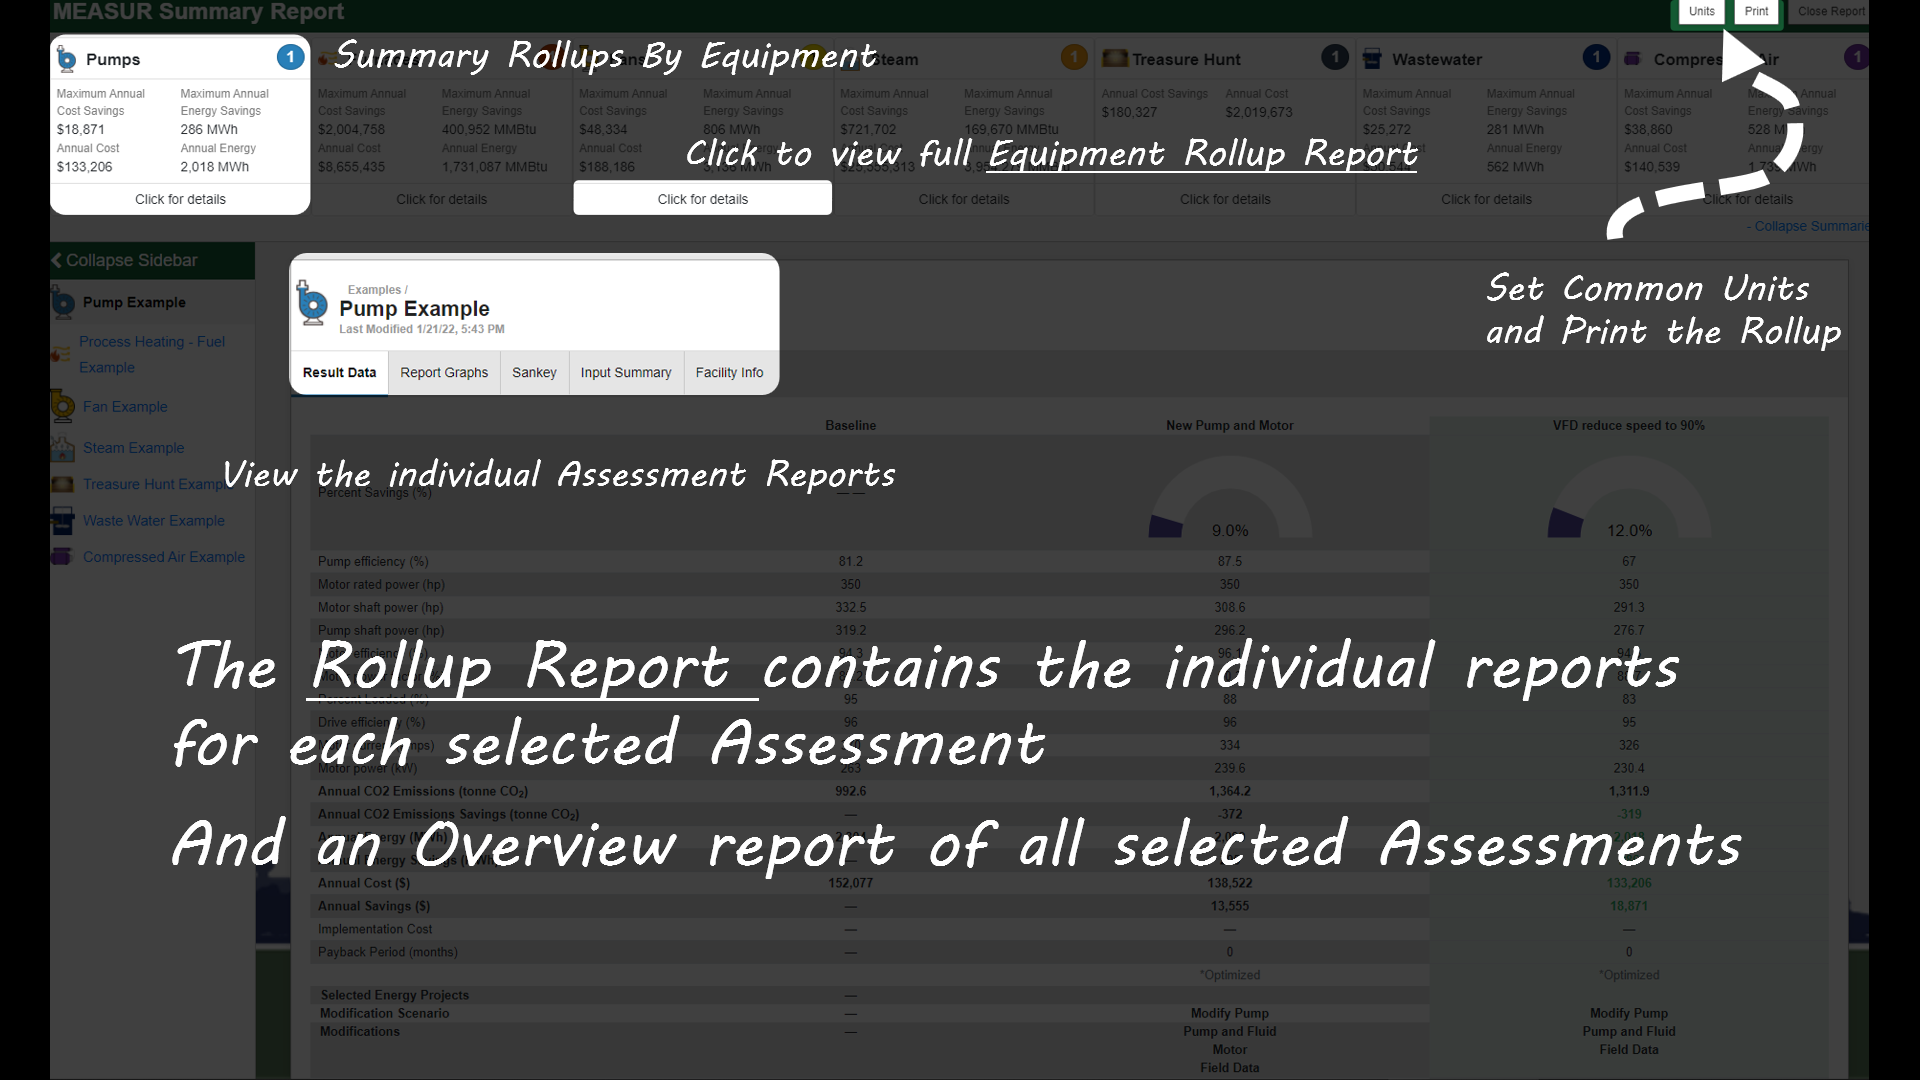 MEASUR Summary Report
Units Print Close Report
Summary Rollups By Equipment
Pumps 1
Steam 1
Treasure Hunt 1
Wastewater 1
Compres Air 1
Maximum Annual Cost Savings Maximum Annual Energy Savings
$18,871 286 MWh
Annual Cost Annual Energy
$133,206 2,018 MWh
Click for details
Maximum Annual Cost Savings Maximum Annual Energy Savings
$2,004,758 400,952 MMBtu
Annual Cost Annual Energy
$8,655,435 1,731,087 MMBtu
Click for details
Maximum Annual Cost Savings Maximum Annual Energy Savings
$48,334 806 MWh
Annual Cost
$188,186
Click for details
Maximum Annual Cost Savings Maximum Annual Energy Savings
$721,702 169,670 MMBtu
Click for details
Annual Cost Savings Annual Cost
$180,327 $2,019,673
Click for details
Maximum Annual Cost Savings Maximum Annual Energy Savings
$25,272 281 MWh
Annual Energy
562 MWh
Click for details
Maximum Annual Cost Savings
$38,860 528
Annual Cost Annual Energy
$140,539
Click for details
Click to view full Equipment Rollup Report
- Collapse Summarie
Set Common Units
and Print the Rollup
Collapse Sidebar
Pump Example
Process Heating - Fuel
Example
Fan Example
Steam Example
Treasure Hunt Example
Waste Water Example
Compressed Air Example
Examples /
Pump Example
Last Modified 1/21/22, 5:43 PM
Result Data Report Graphs Sankey Input Summary Facility Info
Baseline New Pump and Motor VFD reduce speed to 90%
View the individual Assessment Reports
Percent Savings (%) — — 9.0% 12.0%
Pump efficiency (%) 81.2 87.5 67
Motor rated power (hp) 350 350 350
Motor shaft power (hp) 332.5 308.6 291.3
Pump shaft power (hp) 319.2 296.2 276.7
The Rollup Report contains the individual reports
Percent Loaded (%) 95 88 83
Drive efficiency (%) 96 96 95
for each selected Assessment
334 326
Motor power (kW) 263 239.6 230.4
Annual CO2 Emissions (tonne CO2) 992.6 1,364.2 1,311.9
Annual CO2 Emissions Savings (tonne CO2) — -372 -319
And an Overview report of all selected Assessments
Annual Cost ($) 152,077 138,522 133,206
Annual Savings ($) — 13,555 18,871
Implementation Cost — — —
Payback Period (months) — 0 0
*Optimized *Optimized
Selected Energy Projects —
Modification Scenario — Modify Pump Modify Pump
Modifications — Pump and Fluid Pump and Fluid
Motor Field Data
Field Data